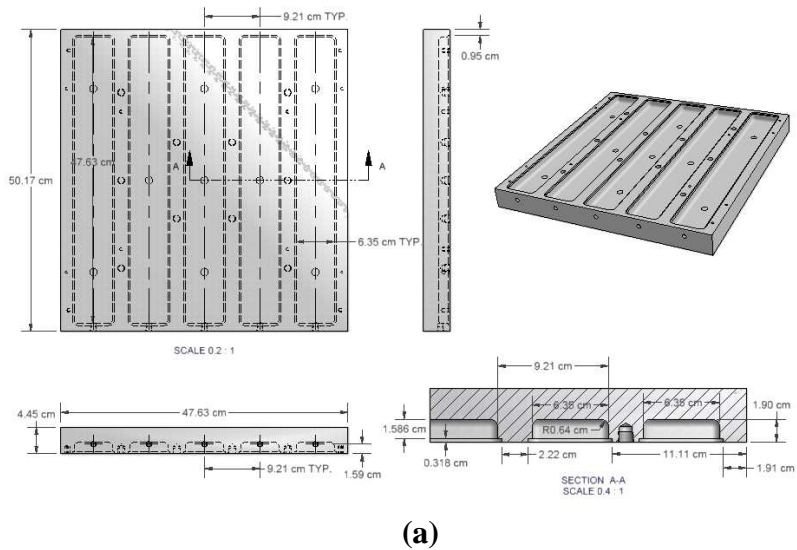 9.21 cm TYP.
0.95 cm
50.17 cm
47.63 cm
A
A
6.35 cm TYP.
SCALE 0.2 : 1
4.45 cm
47.63 cm
9.21 cm TYP.
1.59 cm
9.21 cm
6.35 cm
6.35 cm
1.90 cm
1.586 cm
R0.64 cm
0.318 cm
2.22 cm
11.11 cm
1.91 cm
SECTION A-A
SCALE 0.4 : 1
(a)